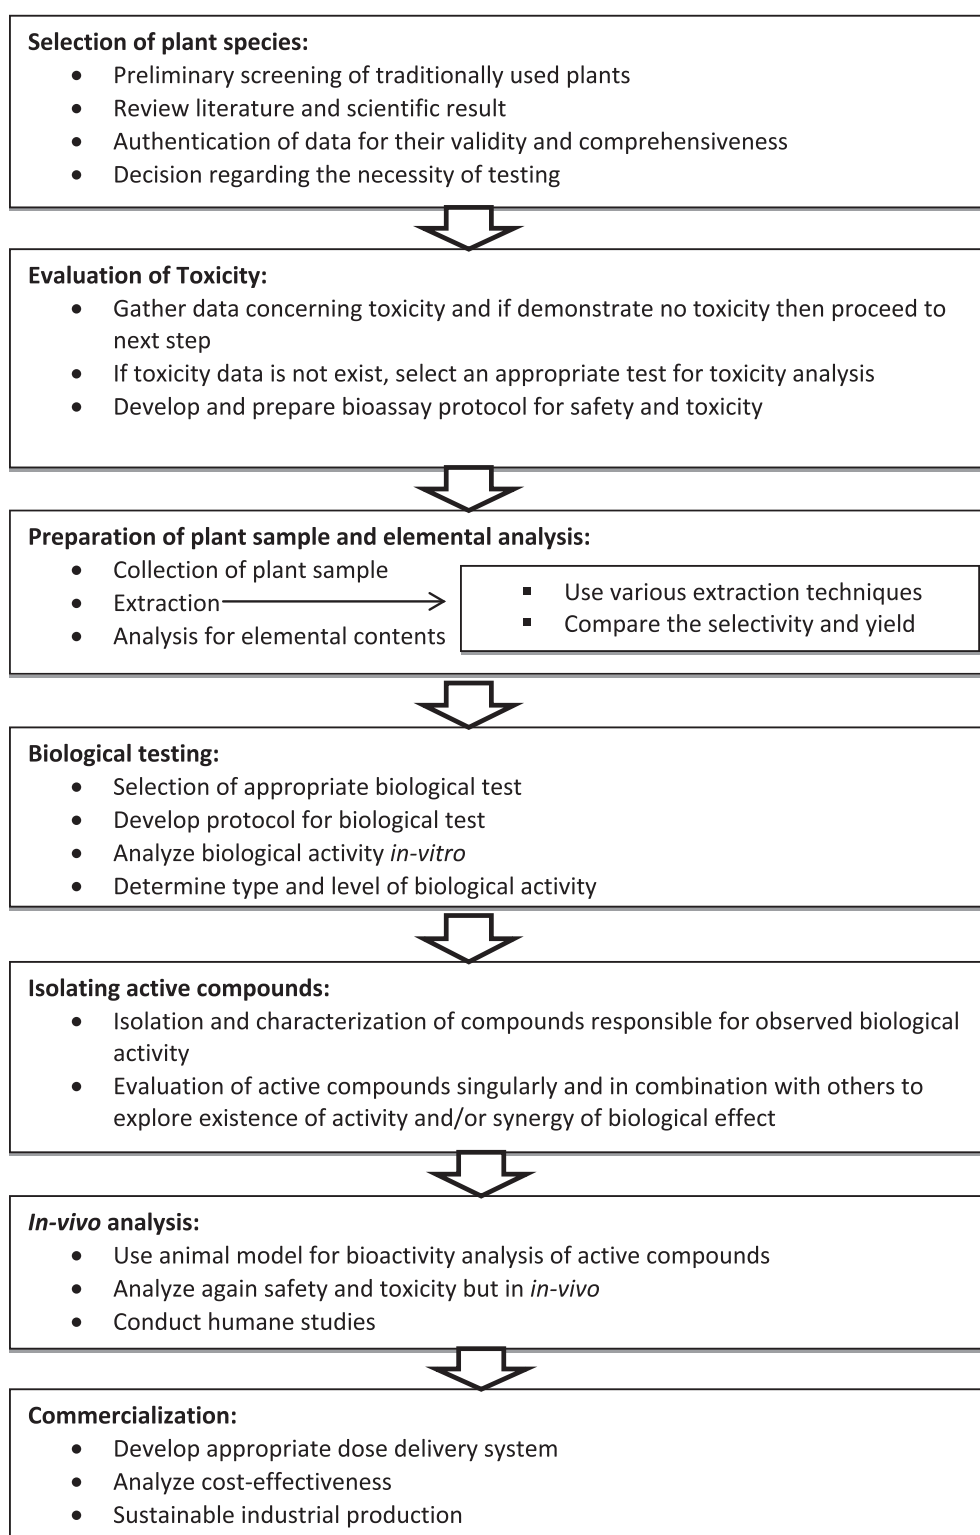 Selection of plant species:
• Preliminary screening of traditionally used plants
• Review literature and scientific result
• Authentication of data for their validity and comprehensiveness
• Decision regarding the necessity of testing
Evaluation of Toxicity:
• Gather data concerning toxicity and if demonstrate no toxicity then proceed to
next step
• If toxicity data is not exist, select an appropriate test for toxicity analysis
• Develop and prepare bioassay protocol for safety and toxicity
Preparation of plant sample and elemental analysis:
• Collection of plant sample
• Extraction
• Analysis for elemental contents
▪ Use various extraction techniques
▪ Compare the selectivity and yield
Biological testing:
• Selection of appropriate biological test
• Develop protocol for biological test
• Analyze biological activity in-vitro
• Determine type and level of biological activity
Isolating active compounds:
• Isolation and characterization of compounds responsible for observed biological
activity
• Evaluation of active compounds singularly and in combination with others to
explore existence of activity and/or synergy of biological effect
In-vivo analysis:
• Use animal model for bioactivity analysis of active compounds
• Analyze again safety and toxicity but in in-vivo
• Conduct humane studies
Commercialization:
• Develop appropriate dose delivery system
• Analyze cost-effectiveness
• Sustainable industrial production